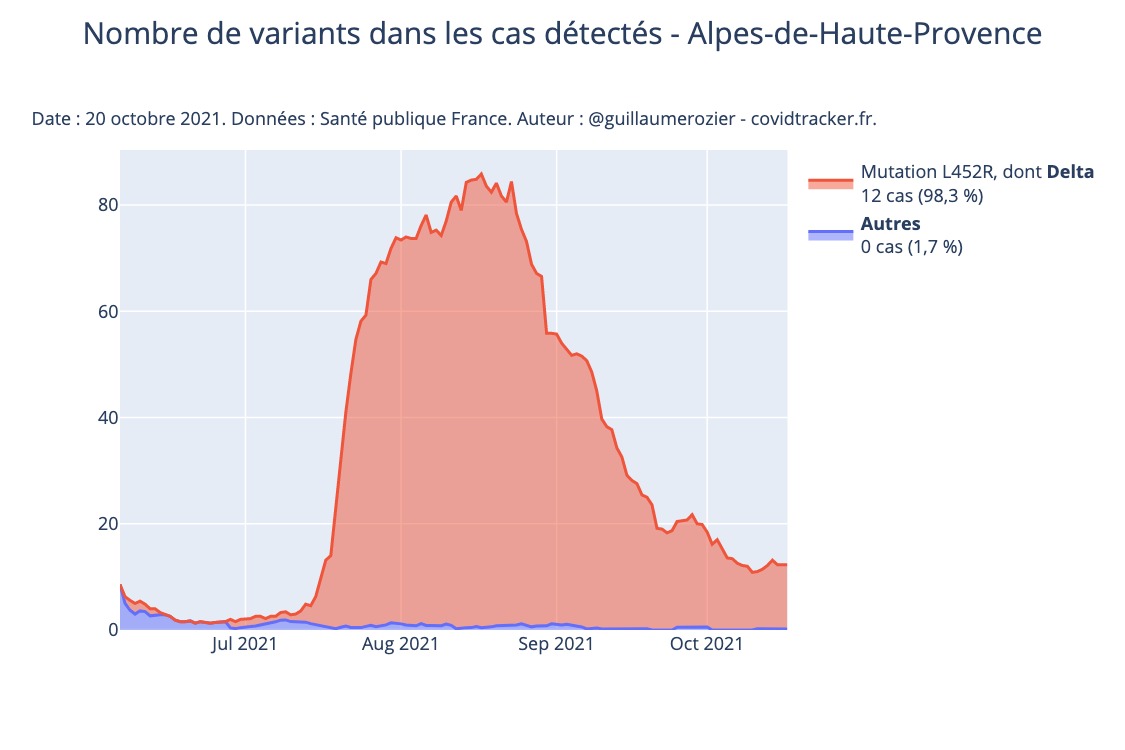 Nombre de variants dans les cas détectés - Alpes-de-Haute-Provence
Date : 20 octobre 2021. Données : Santé publique France. Auteur : @guillaumerozier - covidtracker.fr.
Mutation L452R, dont Delta
12 cas (98,3 %)
Autres
0 cas (1,7 %)
80
60
40
20
0
Jul 2021 Aug 2021 Sep 2021 Oct 2021